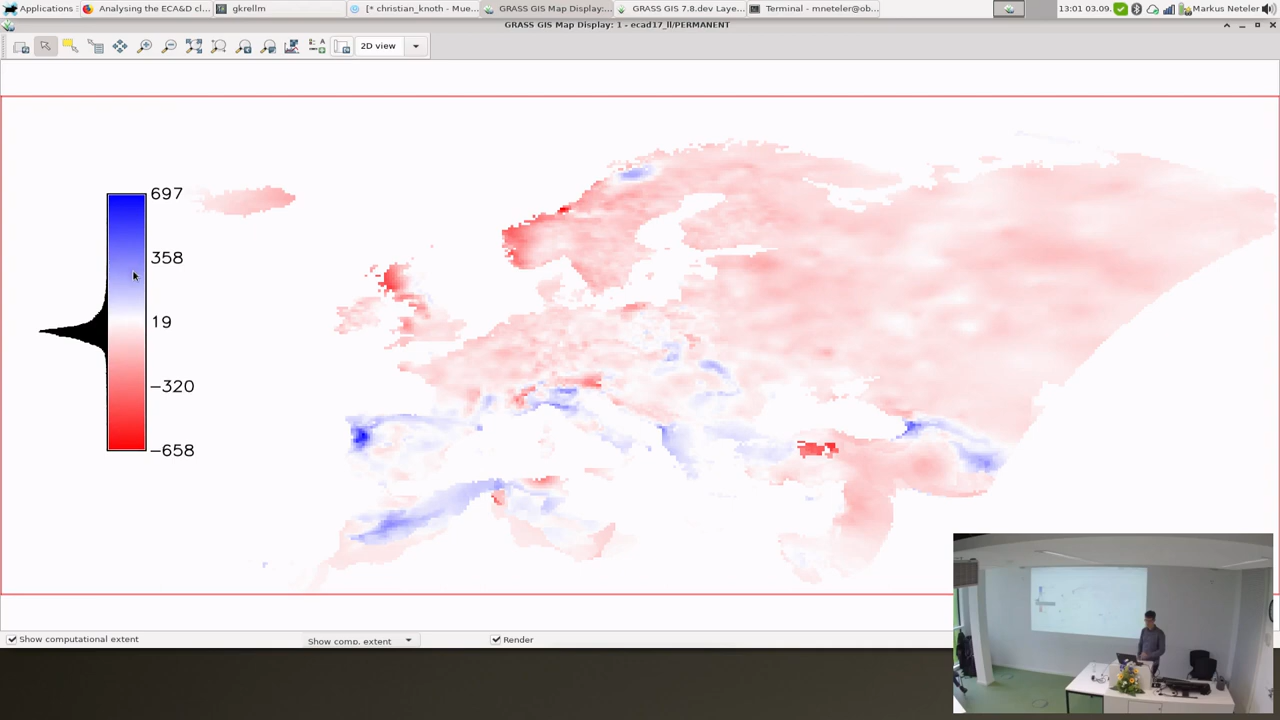 Applications
Analysing the ECA&D cl...
gkrellm
[* christian_knoth - Mue...
GRASS GIS Map Display:...
GRASS GIS 7.8.dev Laye...
Terminal - mneteler@ob...
13:01 03.09.
Markus Neteler
GRASS GIS Map Display: 1 - ecad17_ll/PERMANENT
2D view
697
358
19
−320
−658
Show computational extent
Show comp. extent
Render